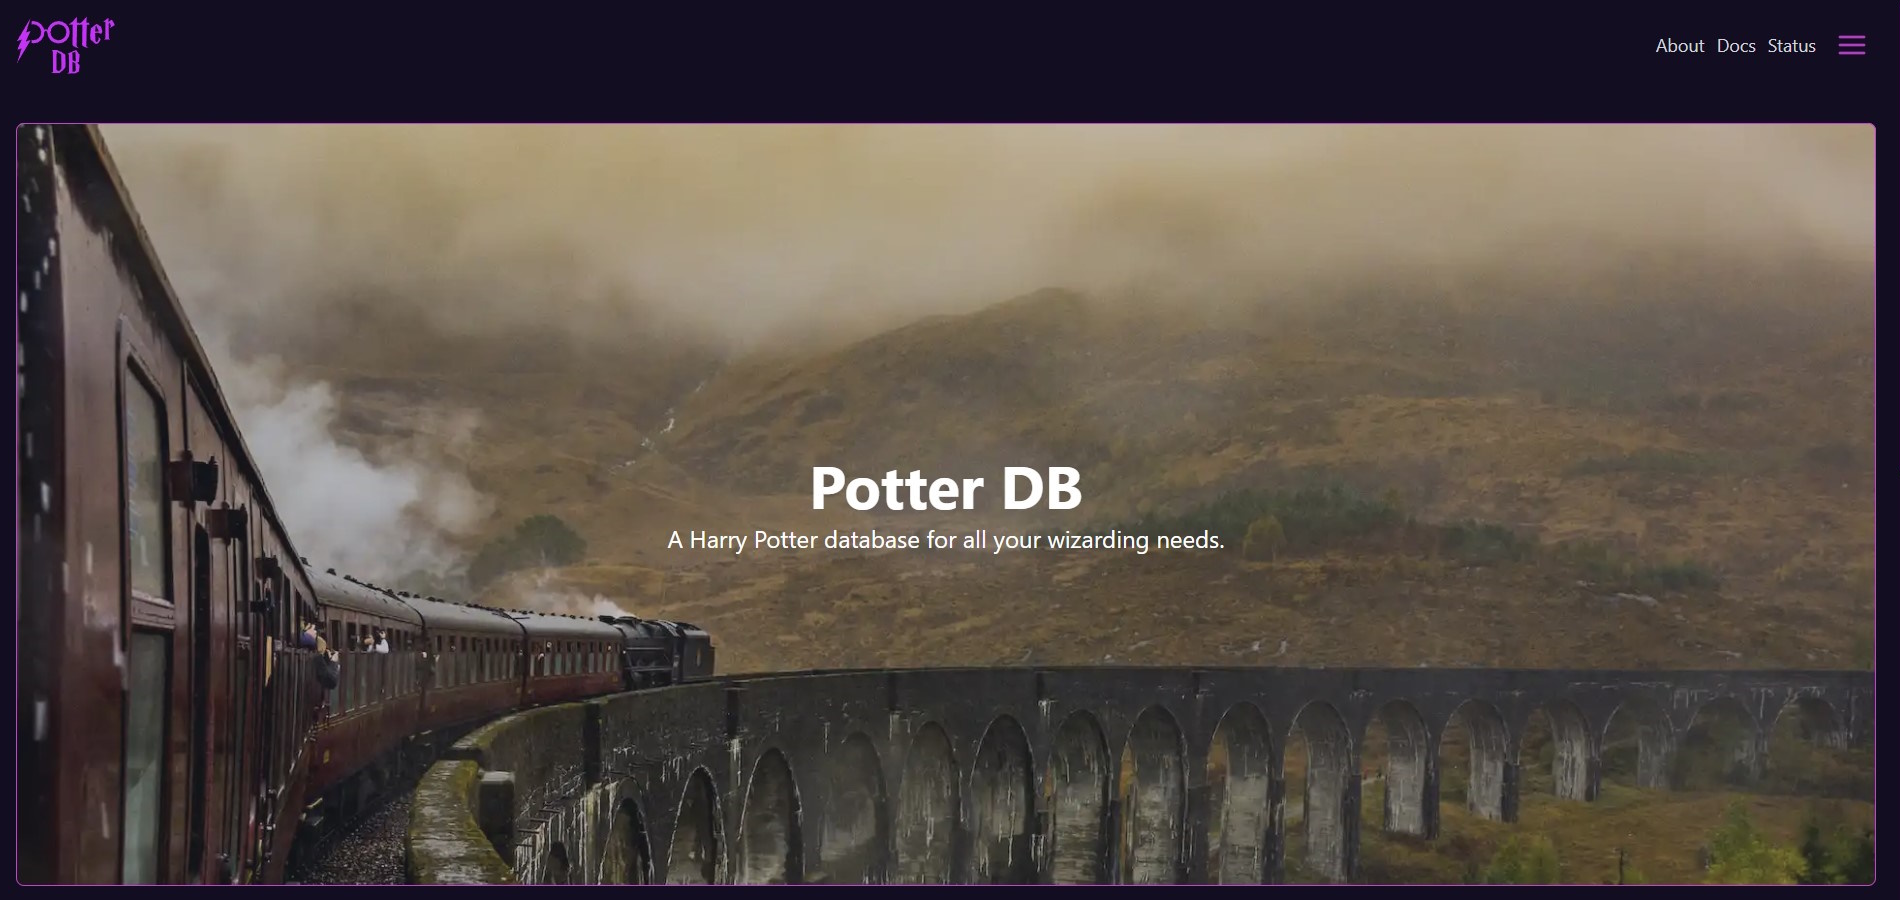 Potter
DB
About Docs Status
Potter DB
A Harry Potter database for all your wizarding needs.